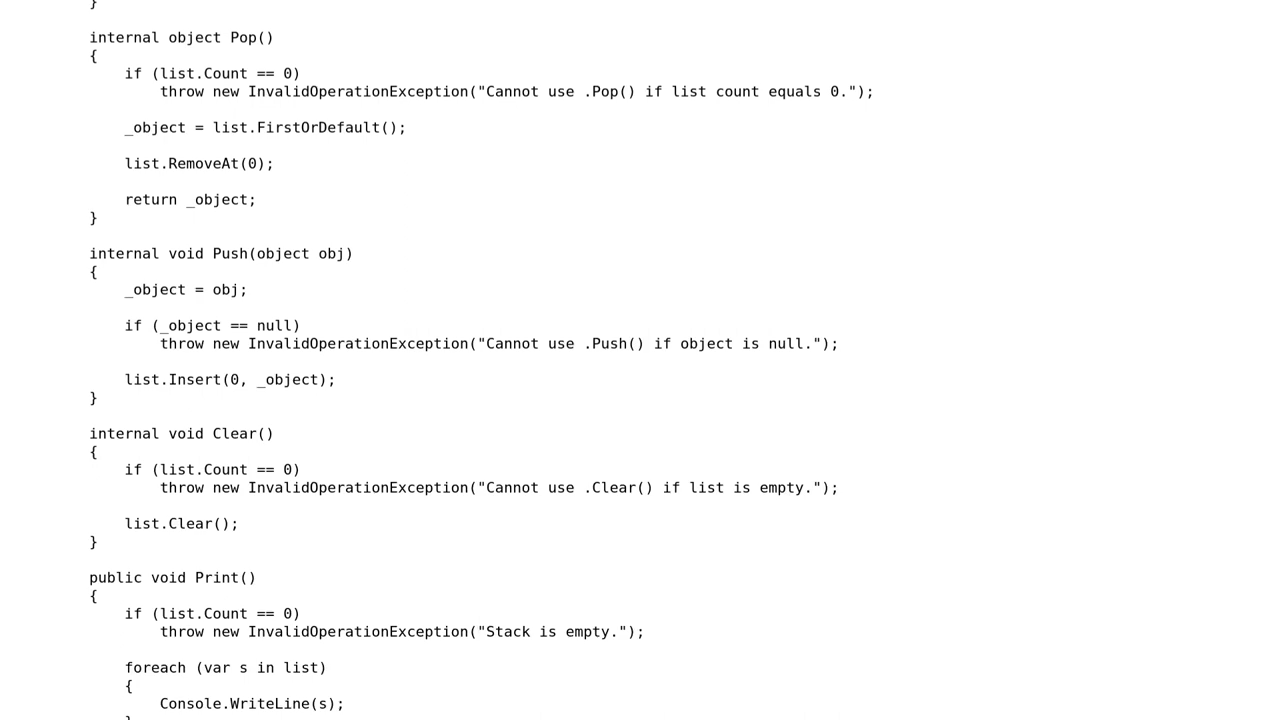 }
internal object Pop()
{
    if (list.Count == 0)
        throw new InvalidOperationException("Cannot use .Pop() if list count equals 0.");
    _object = list.FirstOrDefault();
    list.RemoveAt(0);
    return _object;
}
internal void Push(object obj)
{
    _object = obj;
    if (_object == null)
        throw new InvalidOperationException("Cannot use .Push() if object is null.");
    list.Insert(0, _object);
}
internal void Clear()
{
    if (list.Count == 0)
        throw new InvalidOperationException("Cannot use .Clear() if list is empty.");
    list.Clear();
}
public void Print()
{
    if (list.Count == 0)
        throw new InvalidOperationException("Stack is empty.");
    foreach (var s in list)
    {
        Console.WriteLine(s);
    }